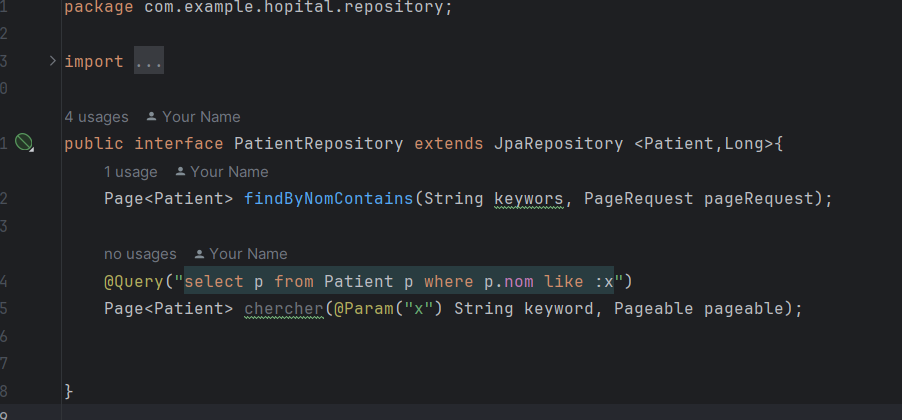 1 package com.example.hopital.repository;
2
3 import ...
0
4 usages Your Name
1 public interface PatientRepository extends JpaRepository <Patient,Long>{
1 usage Your Name
2 Page<Patient> findByNomContains(String keywors, PageRequest pageRequest);
3
no usages Your Name
4 @Query("select p from Patient p where p.nom like :x")
5 Page<Patient> chercher(@Param("x") String keyword, Pageable pageable);
6
7
8 }
9